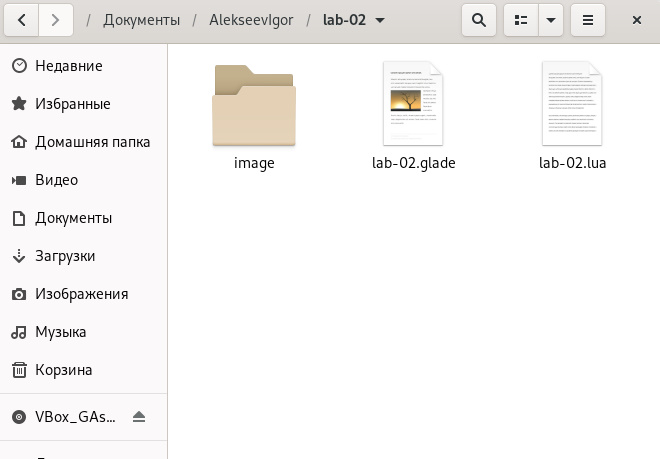 / Документы / AlekseevIgor / lab-02
Недавние
Избранные
Домашняя папка
Видео
Документы
Загрузки
Изображения
Музыка
Корзина
VBox_GAs...
image
lab-02.glade
lab-02.lua